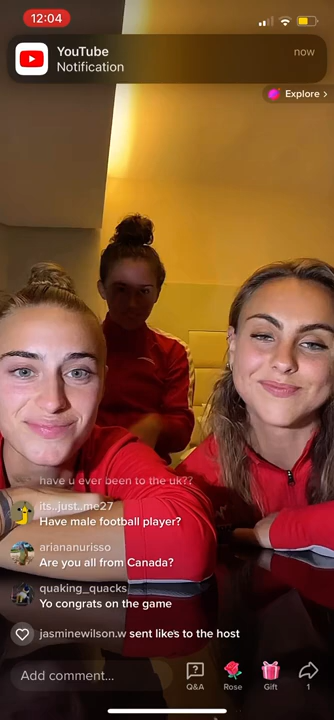 12:04
YouTube
now
Notification
Explore >
have u ever been to the uk??
its..just..me27
Have male football player?
ariananurisso
Are you all from Canada?
quaking_quacks
Yo congrats on the game
jasminewilson.w sent likes to the host
Add comment...
Q&A
Rose
Gift
1